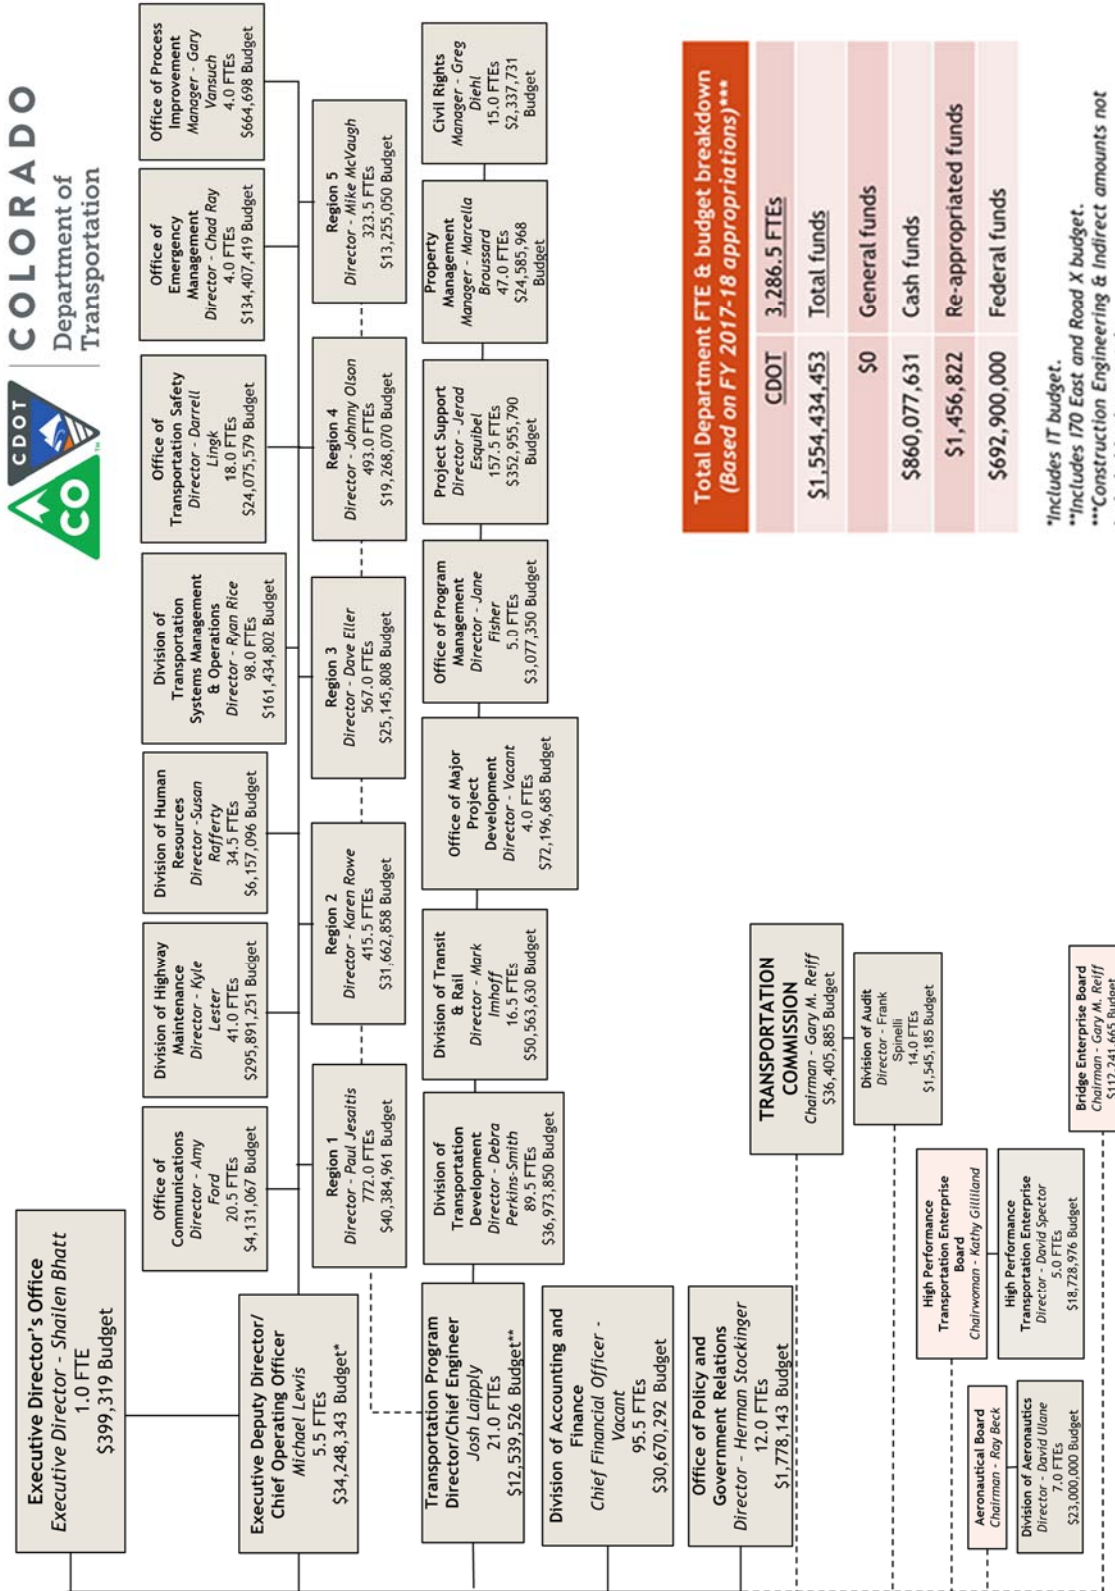 COLORADO
Department of
Transportation
CDOT
CO
TM
Executive Director's Office
Executive Director - Shailen Bhatt
1.0 FTE
$399,319 Budget
Executive Deputy Director/
Chief Operating Officer
Michael Lewis
5.5 FTEs
$34,248,343 Budget*
Office of
Communications
Director - Amy
Ford
20.5 FTEs
$4,131,067 Budget
Division of Highway
Maintenance
Director - Kyle
Lester
41.0 FTEs
$295,891,251 Budget
Division of Human
Resources
Director -Susan
Rafferty
34.5 FTEs
$6,157,096 Budget
Division of
Transportation
Systems Management
& Operations
Director - Ryan Rice
98.0 FTEs
$161,434,802 Budget
Office of
Transportation Safety
Director - Darrell
Lingk
18.0 FTEs
$24,075,579 Budget
Office of
Emergency
Management
Director - Chad Ray
4.0 FTEs
$134,407,419 Budget
Office of Process
Improvement
Manager - Gary
Vansuch
4.0 FTEs
$664,698 Budget
Region 1
Director - Paul Jesaitis
772.0 FTEs
$40,384,961 Budget
Region 2
Director - Karen Rowe
415.5 FTEs
$31,662,858 Budget
Region 3
Director - Dave Eller
567.0 FTEs
$25,145,808 Budget
Region 4
Director - Johnny Olson
493.0 FTEs
$19,268,070 Budget
Region 5
Director - Mike McVaugh
323.5 FTEs
$13,255,050 Budget
Transportation Program
Director/Chief Engineer
Josh Laipply
21.0 FTEs
$12,539,526 Budget**
Division of
Transportation
Development
Director - Debra
Perkins-Smith
89.5 FTEs
$36,973,850 Budget
Division of Transit
& Rail
Director - Mark
Imhoff
16.5 FTEs
$50,563,630 Budget
Office of Major
Project
Development
Director - Vacant
4.0 FTEs
$72,196,685 Budget
Office of Program
Management
Director - Jane
Fisher
5.0 FTEs
$3,077,350 Budget
Project Support
Director - Jerad
Esquibel
157.5 FTEs
$352,955,790
Budget
Property
Management
Manager - Marcella
Broussard
47.0 FTEs
$24,585,968
Budget
Civil Rights
Manager - Greg
Diehl
15.0 FTEs
$2,337,731
Budget
Division of Accounting and
Finance
Chief Financial Officer -
Vacant
95.5 FTEs
$30,670,292 Budget
Office of Policy and
Government Relations
Director - Herman Stockinger
12.0 FTEs
$1,778,143 Budget
TRANSPORTATION
COMMISSION
Chairman - Gary M. Reiff
$36,405,885 Budget
Division of Audit
Director - Frank
Spinelli
14.0 FTEs
$1,545,185 Budget
High Performance
Transportation Enterprise
Board
Chairwoman - Kathy Gilliland
High Performance
Transportation Enterprise
Director - David Spector
5.0 FTEs
$18,728,976 Budget
Aeronautical Board
Chairman - Ray Beck
Division of Aeronautics
Director - David Ulane
7.0 FTEs
$23,000,000 Budget
Bridge Enterprise Board
Chairman - Gary M. Reiff
$112,241,665 Budget
Total Department FTE & budget breakdown
(Based on FY 2017-18 appropriations)***
CDOT 3,286.5 FTEs
$1,554,434,453 Total funds
$0 General funds
$860,077,631 Cash funds
$1,456,822 Re-appropriated funds
$692,900,000 Federal funds
*Includes IT budget.
**Includes I70 East and Road X budget.
***Construction Engineering & Indirect amounts not